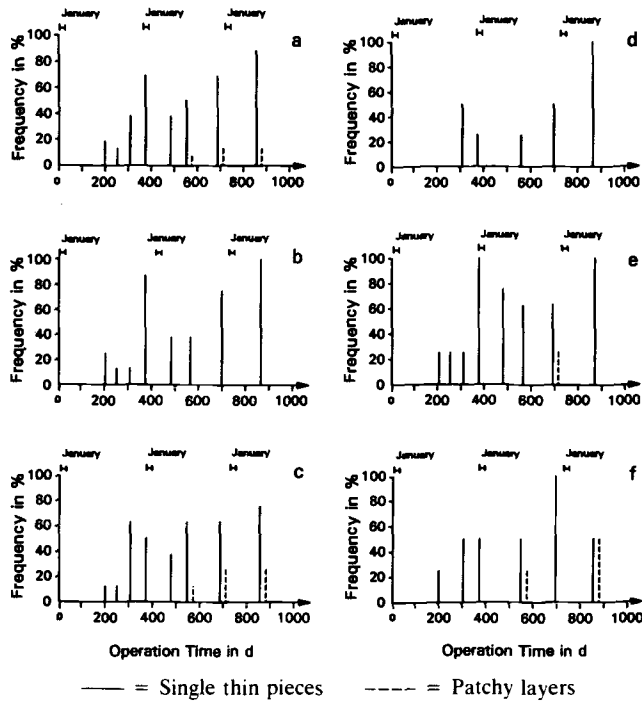 January January January
a
Frequency in %
100
80
60
40
20
0
0 200 400 600 800 1000
January January January
d
Frequency in %
100
80
60
40
20
0
0 200 400 600 800 1000
January January January
b
Frequency in %
100
80
60
40
20
0
0 200 400 600 800 1000
January January January
e
Frequency in %
100
80
60
40
20
0
0 200 400 600 800 1000
January January January
c
Frequency in %
100
80
60
40
20
0
0 200 400 600 800 1000
Operation Time in d
January January January
f
Frequency in %
100
80
60
40
20
0
0 200 400 600 800 1000
Operation Time in d
= Single thin pieces
= Patchy layers